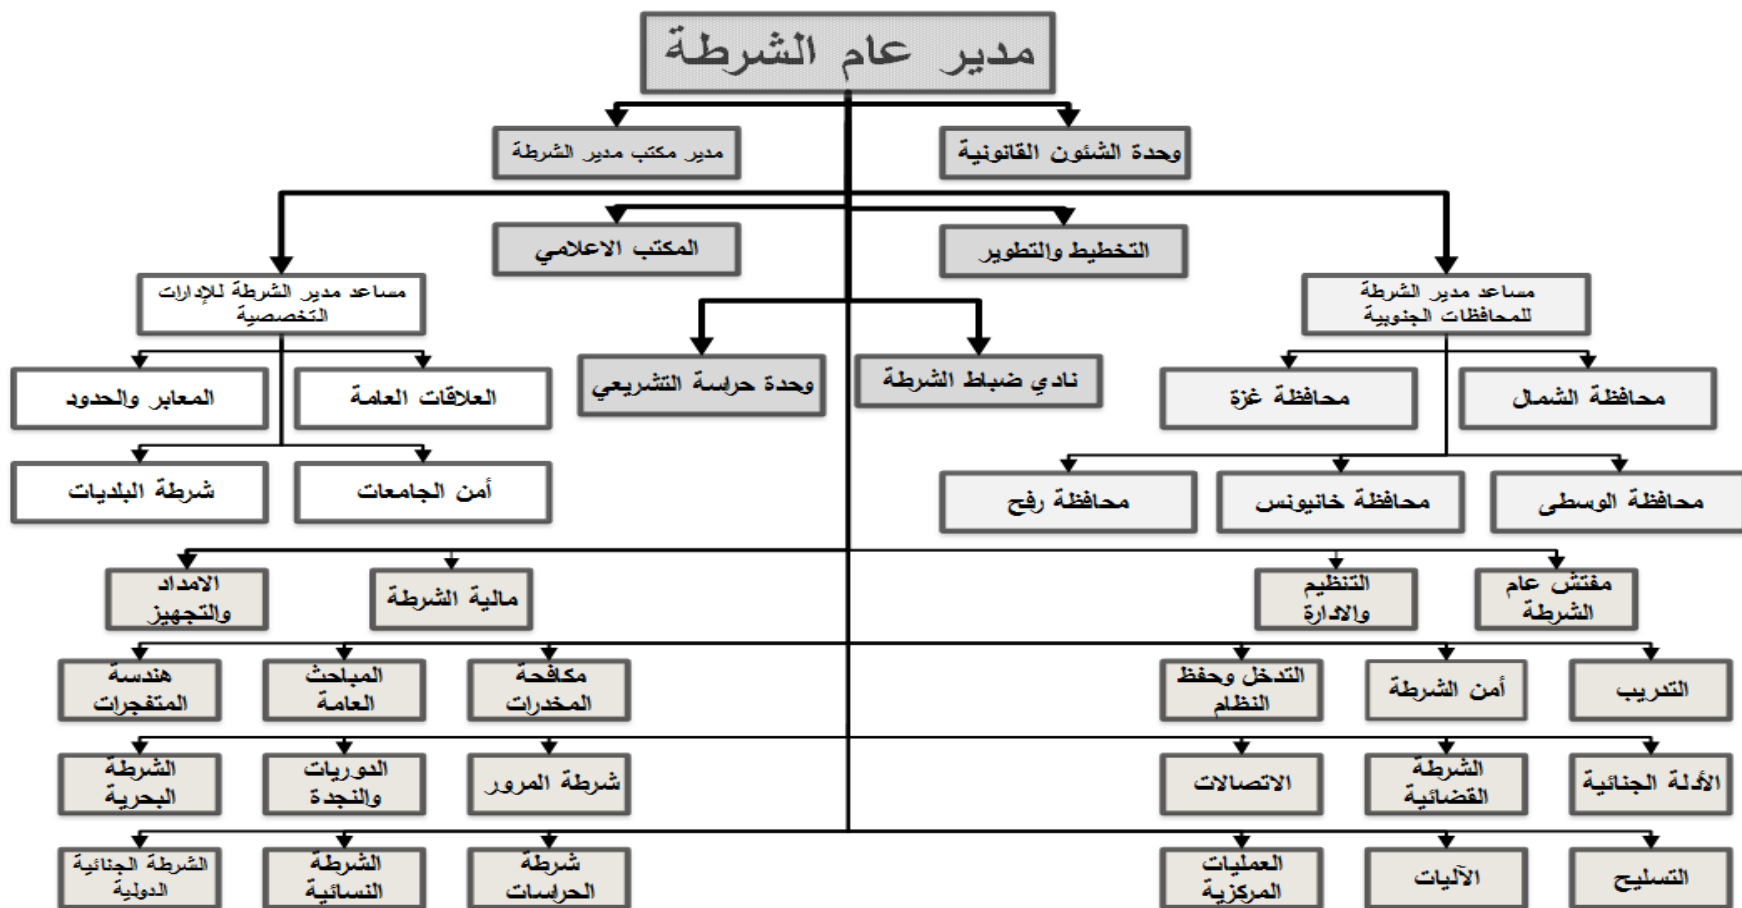 مدير عام الشرطة
وحدة الشئون القانونية
مدير مكتب مدير الشرطة
التخطيط والتطوير
المكتب الاعلامي
مساعد مدير الشرطة
للمحافظات الجنوبية
مساعد مدير الشرطة للإدارات
التخصصية
نادي ضباط الشرطة
وحدة حراسة التشريعي
محافظة الشمال
محافظة غزة
العلاقات العامة
المعابر والحدود
محافظة الوسطى
محافظة خانيونس
محافظة رفح
أمن الجامعات
شرطة البلديات
مفتش عام
الشرطة
التنظيم
والادارة
مالية الشرطة
الامداد
والتجهيز
التدريب
أمن الشرطة
التدخل وحفظ
النظام
مكافحة
المخدرات
المباحث
العامة
هندسة
المتفجرات
الأدلة الجنائية
الشرطة
القضائية
الاتصالات
شرطة المرور
الدوريات
والنجدة
الشرطة
البحرية
التسليح
الآليات
العمليات
المركزية
شرطة
الحراسات
الشرطة
النسائية
الشرطة الجنائية
الدولية